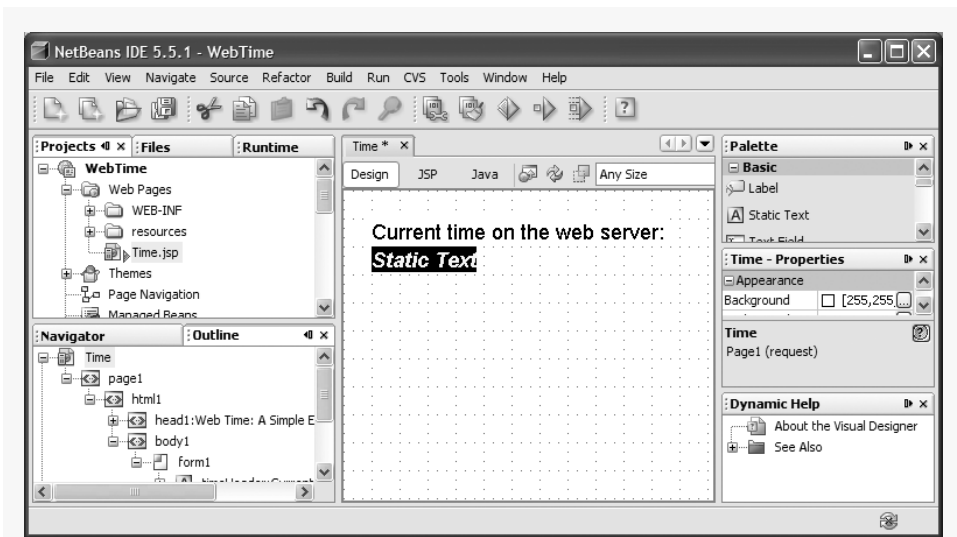 NetBeans IDE 5.5.1 - WebTime
File Edit View Navigate Source Refactor Build Run CVS Tools Window Help
Projects Files Runtime
WebTime
Web Pages
WEB-INF
resources
Time.jsp
Themes
Page Navigation
Managed Beans
Navigator Outline
Time
page1
html1
head1:Web Time: A Simple E
body1
form1
timeHeader:Current
Time *
Design JSP Java Any Size
Current time on the web server:
Static Text
Palette
Basic
Label
Static Text
Text Field
Time - Properties
Appearance
Background [255,255, ...
Time
Page1 (request)
Dynamic Help
About the Visual Designer
See Also